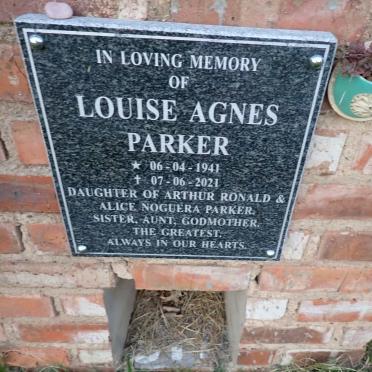 IN LOVING MEMORY
OF
LOUISE AGNES
PARKER
★ 06-04-1941
✝ 07-06-2021
DAUGHTER OF ARTHUR RONALD &
ALICE NOGUERA PARKER.
SISTER, AUNT, GODMOTHER.
THE GREATEST.
ALWAYS IN OUR HEARTS.